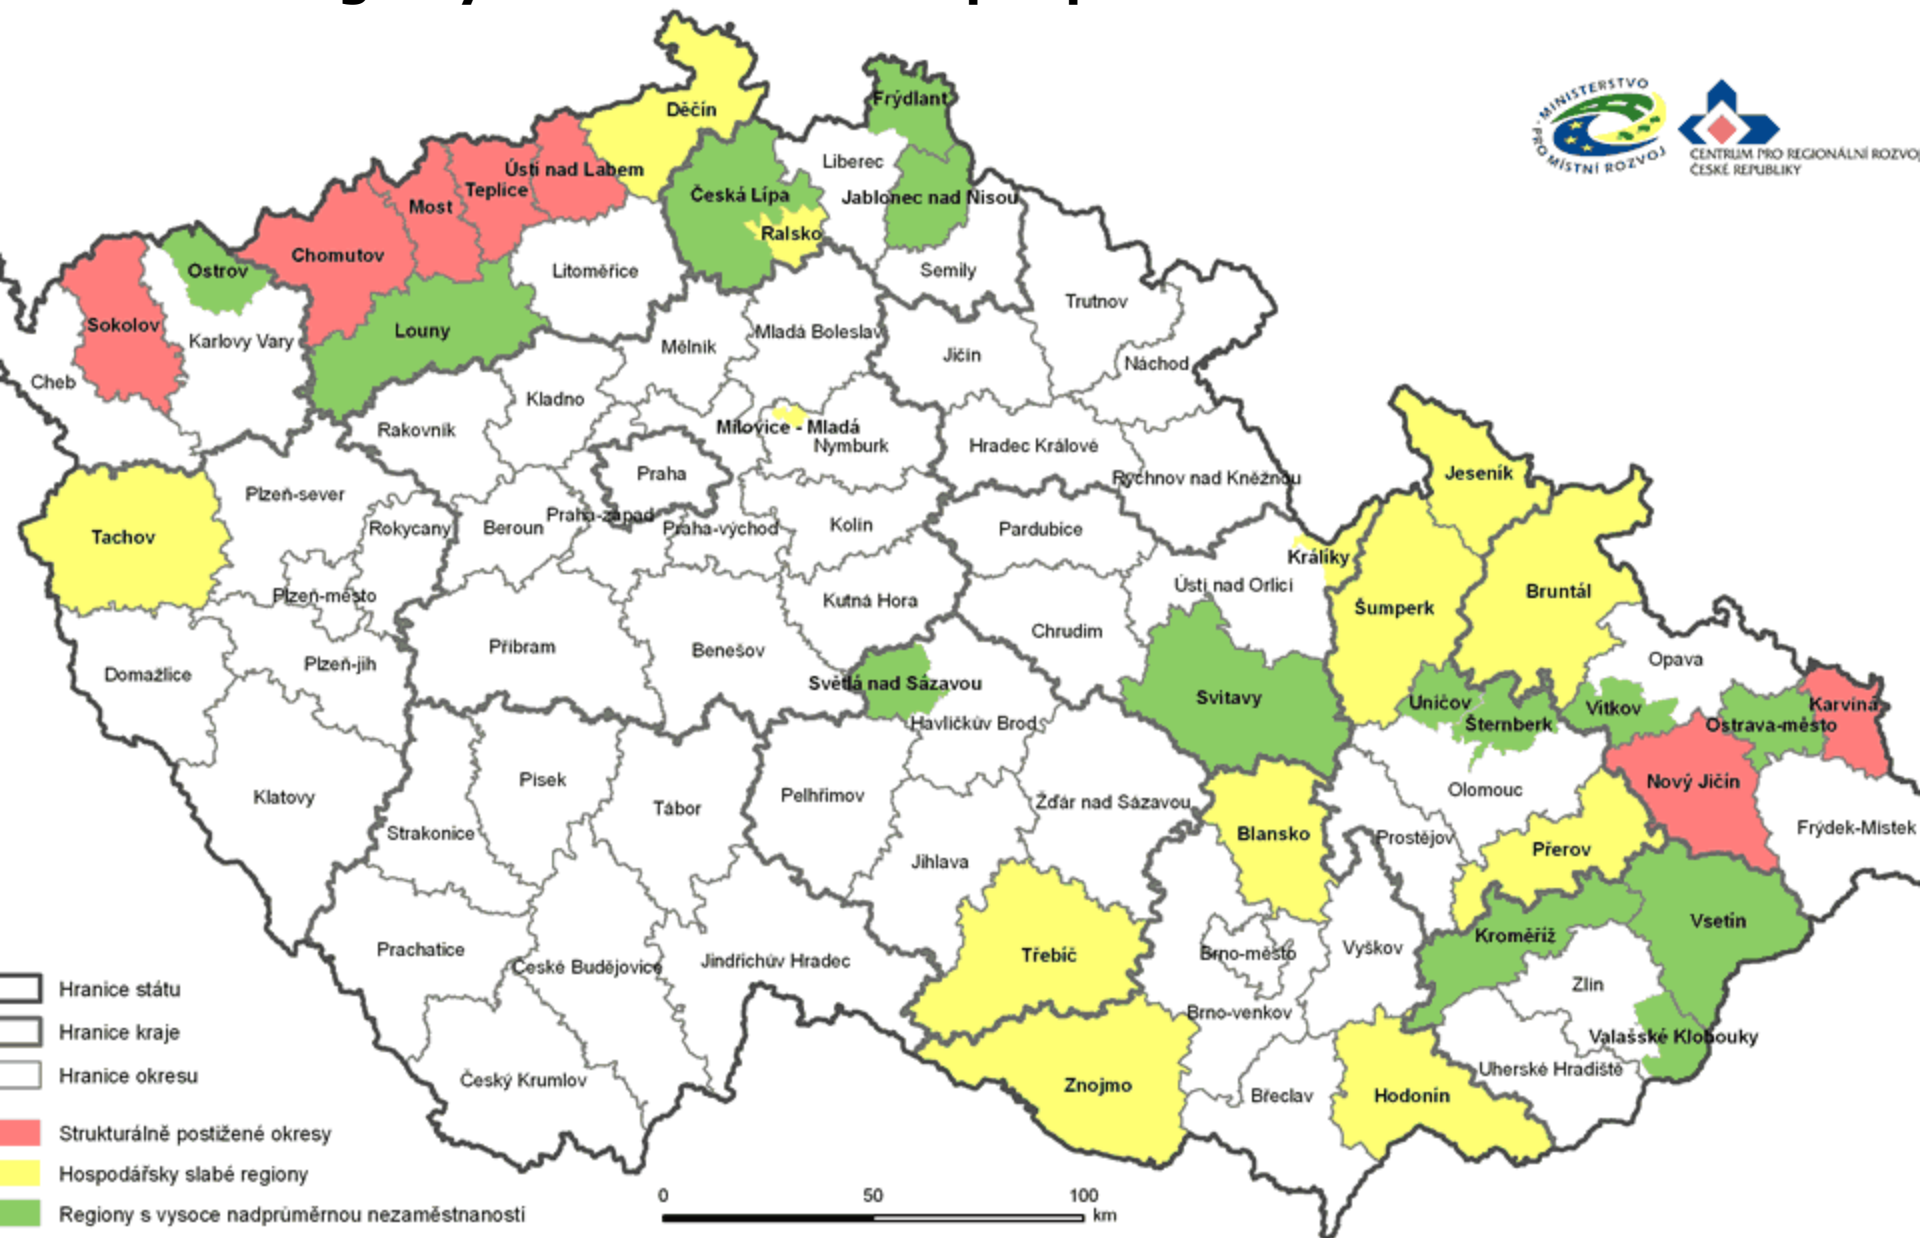 Frýdlant
Děčín
MINISTERSTVO
PRO MÍSTNÍ ROZVOJ
CENTRUM PRO REGIONÁLNÍ ROZVOJ
ČESKÉ REPUBLIKY
Liberec
Ústí nad Labem
Teplice
Česká Lípa
Jablonec nad Nisou
Most
Ralsko
Chomutov
Ostrov
Litoměřice
Semily
Trutnov
Sokolov
Louny
Karlovy Vary
Mladá Boleslav
Mělník
Jičín
Náchod
Cheb
Kladno
Rakovník
Milovice - Mladá
Nymburk
Hradec Králové
Praha
Rychnov nad Kněžnou
Jeseník
Plzeň-sever
Praha-západ
Rokycany
Beroun
Praha-východ
Kolín
Pardubice
Tachov
Králíky
Ústí nad Orlicí
Bruntál
Plzeň-město
Kutná Hora
Šumperk
Chrudim
Příbram
Benešov
Plzeň-jih
Domažlice
Opava
Světlá nad Sázavou
Svitavy
Uničov
Vítkov
Karviná
Havlíčkův Brod
Šternberk
Ostrava-město
Písek
Nový Jičín
Klatovy
Pelhřimov
Tábor
Žďár nad Sázavou
Olomouc
Strakonice
Blansko
Prostějov
Frýdek-Místek
Jihlava
Přerov
Vsetín
Kroměříž
Prachatice
Třebíč
Brno-město
Vyškov
České Budějovice
Jindřichův Hradec
Zlín
Hranice státu
Brno-venkov
Hranice kraje
Valašské Klobouky
Uherské Hradiště
Hranice okresu
Český Krumlov
Znojmo
Břeclav
Hodonín
Strukturálně postižené okresy
Hospodářsky slabé regiony
Regiony s vysoce nadprůměrnou nezaměstnaností
0 50 100
km